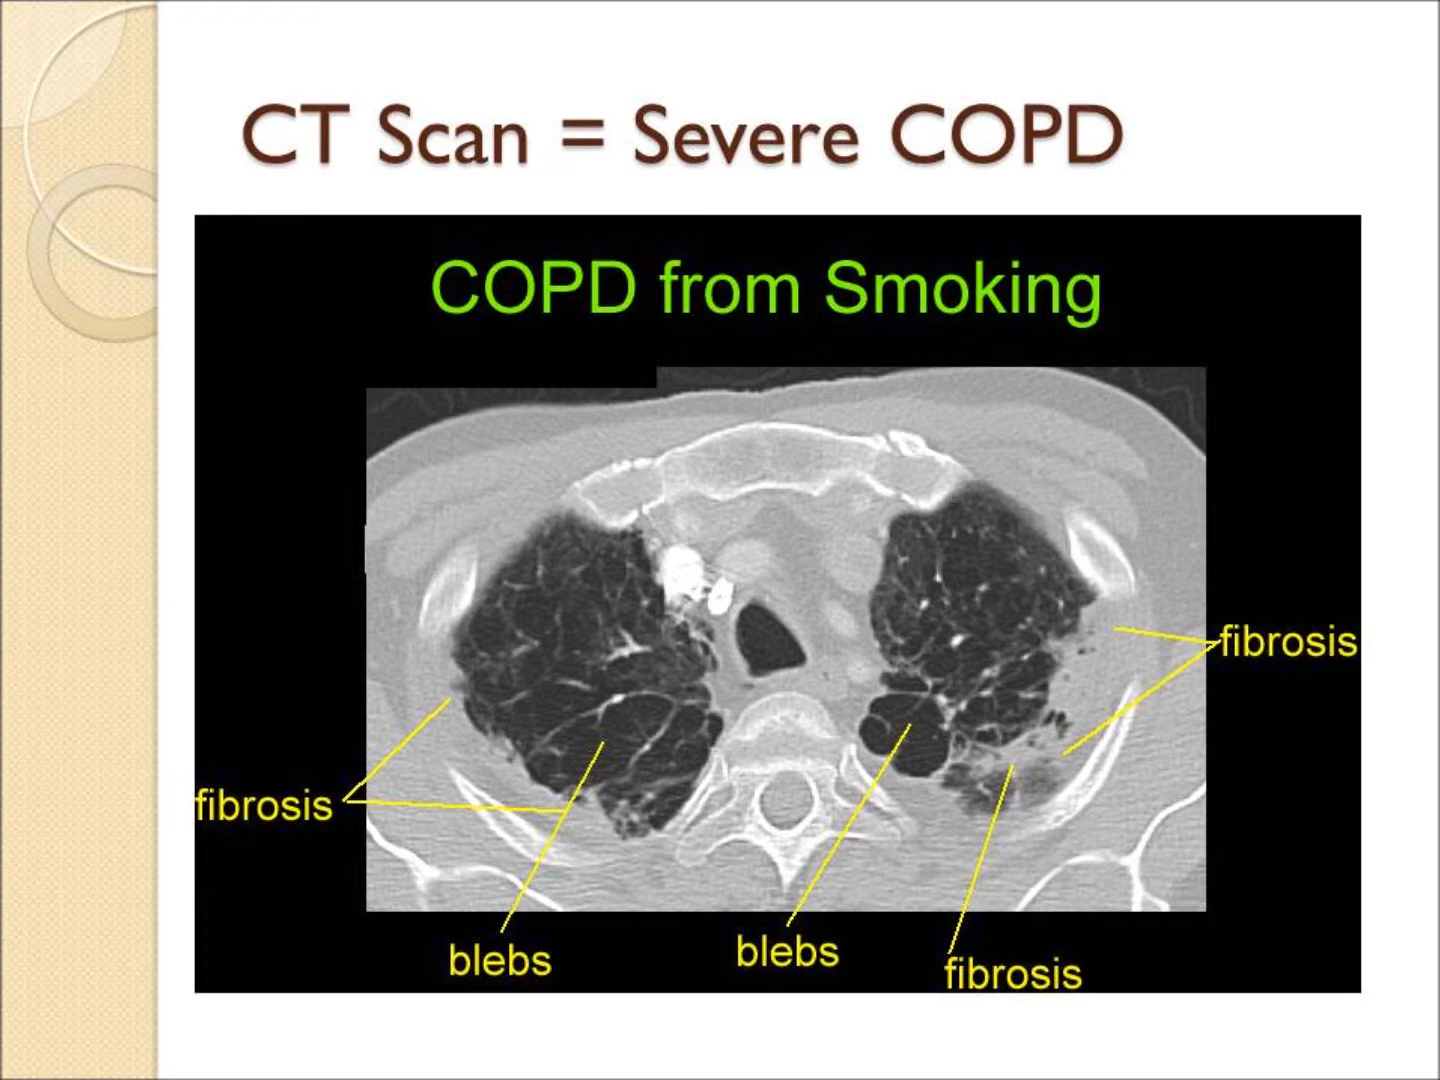 CT Scan = Severe COPD
COPD from Smoking
fibrosis
fibrosis
blebs
blebs
fibrosis